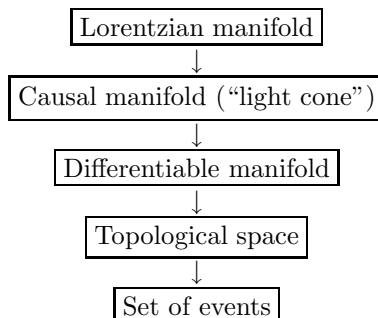 Lorentzian manifold
↓
Causal manifold (“light cone”)
↓
Differentiable manifold
↓
Topological space
↓
Set of events